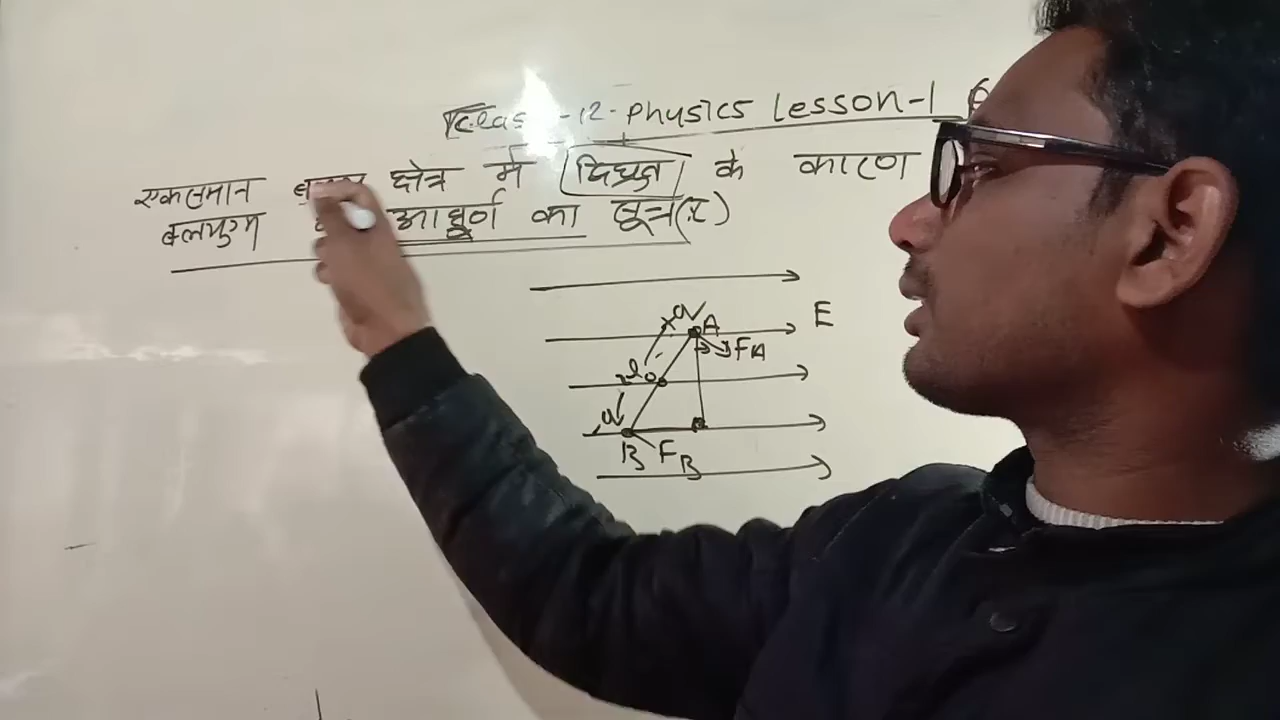 Class -12- Physics Lesson-1
एकसमान क्षेत्र में द्विध्रुव के कारण
बलयुग्म आघूर्ण का सूत्र(τ)
E
A
FA
B
FB